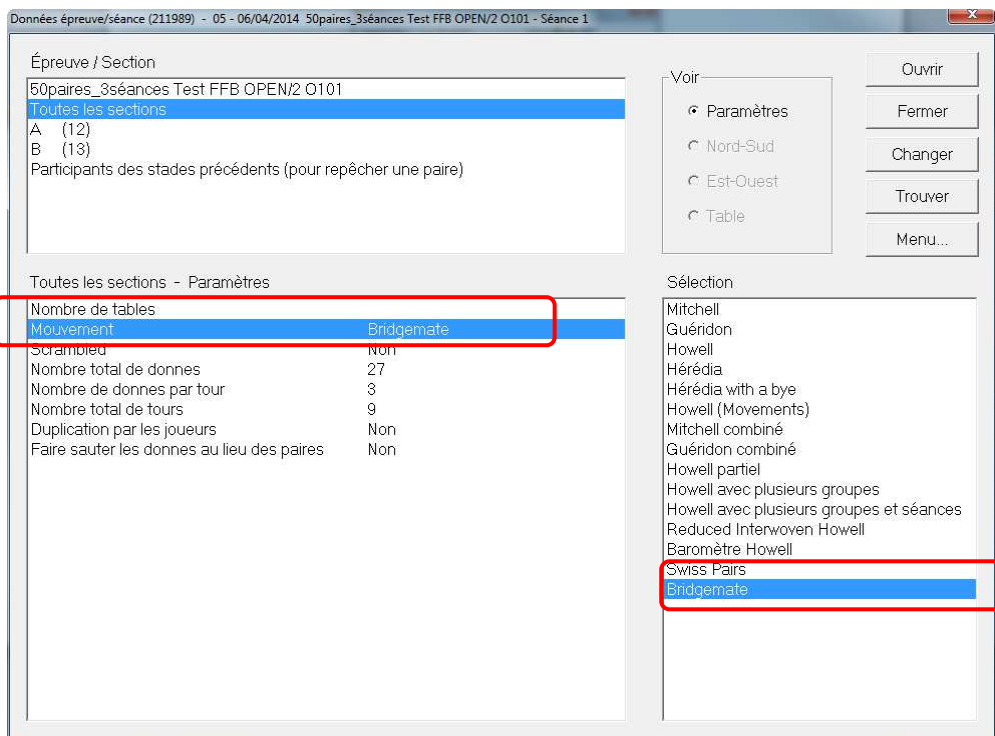 Données épreuve/séance (211989) - 05 - 06/04/2014 50paires_3séances Test FFB OPEN/2 O101 - Séance 1
Épreuve / Section
50paires_3séances Test FFB OPEN/2 O101
Toutes les sections
A (12)
B (13)
Participants des stades précédents (pour repêcher une paire)
Voir
Paramètres
Nord-Sud
Est-Ouest
Table
Ouvrir
Fermer
Changer
Trouver
Menu...
Toutes les sections - Paramètres
Nombre de tables
Mouvement Bridgemate
Scrambled Non
Nombre total de donnes 27
Nombre de donnes par tour 3
Nombre total de tours 9
Duplication par les joueurs Non
Faire sauter les donnes au lieu des paires Non
Sélection
Mitchell
Guéridon
Howell
Hérédia
Hérédia with a bye
Howell (Movements)
Mitchell combiné
Guéridon combiné
Howell partiel
Howell avec plusieurs groupes
Howell avec plusieurs groupes et séances
Reduced Interwoven Howell
Baromètre Howell
Swiss Pairs
Bridgemate